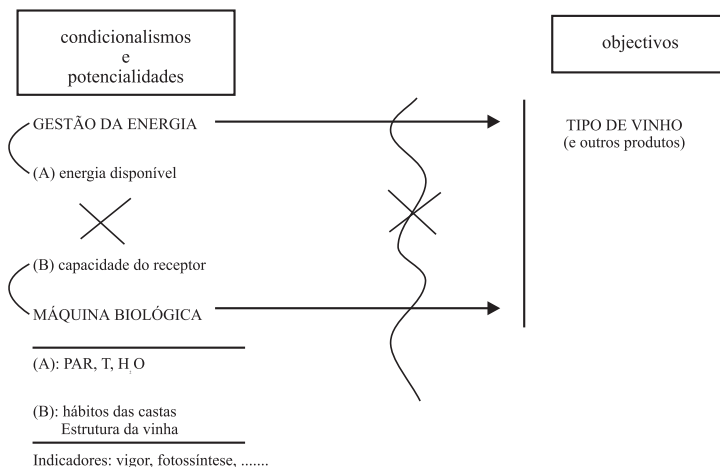 condicionalismos
e
potencialidades
objectivos
GESTÃO DA ENERGIA
TIPO DE VINHO
(e outros produtos)
(A) energia disponível
(B) capacidade do receptor
MÁQUINA BIOLÓGICA
(A): PAR, T, H₂O
(B): hábitos das castas
Estrutura da vinha
Indicadores: vigor, fotossíntese, .......